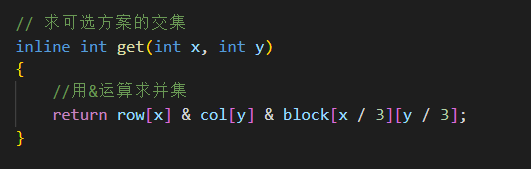 // 求可选方案的交集
inline int get(int x, int y)
{
    //用&运算求并集
    return row[x] & col[y] & block[x / 3][y / 3];
}